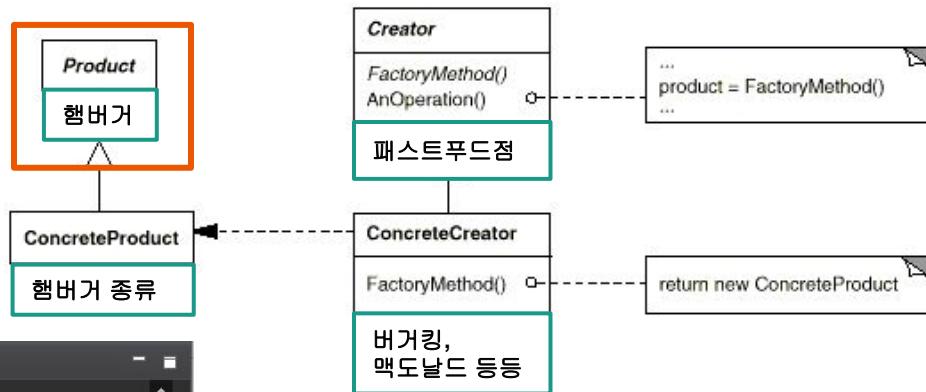 Product
햄버거
ConcreteProduct
햄버거 종류
Creator
FactoryMethod()
AnOperation()
패스트푸드점
...
product = FactoryMethod()
...
ConcreteCreator
FactoryMethod()
버거킹,
맥도날드 등등
return new ConcreteProduct